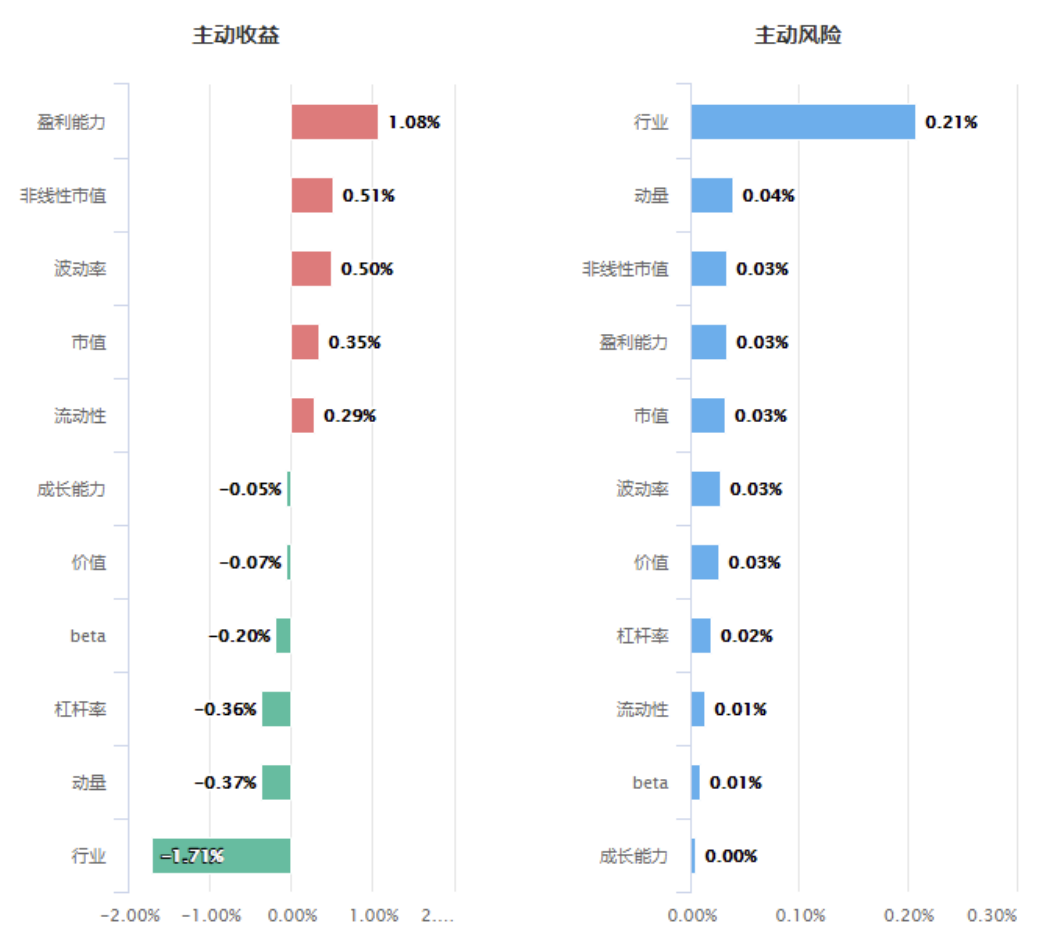 主动收益
盈利能力 1.08%
非线性市值 0.51%
波动率 0.50%
市值 0.35%
流动性 0.29%
成长能力 -0.05%
价值 -0.07%
beta -0.20%
杠杆率 -0.36%
动量 -0.37%
行业 -1.71%
-2.00% -1.00% 0.00% 1.00% 2....
主动风险
行业 0.21%
动量 0.04%
非线性市值 0.03%
盈利能力 0.03%
市值 0.03%
波动率 0.03%
价值 0.03%
杠杆率 0.02%
流动性 0.01%
beta 0.01%
成长能力 0.00%
0.00% 0.10% 0.20% 0.30%